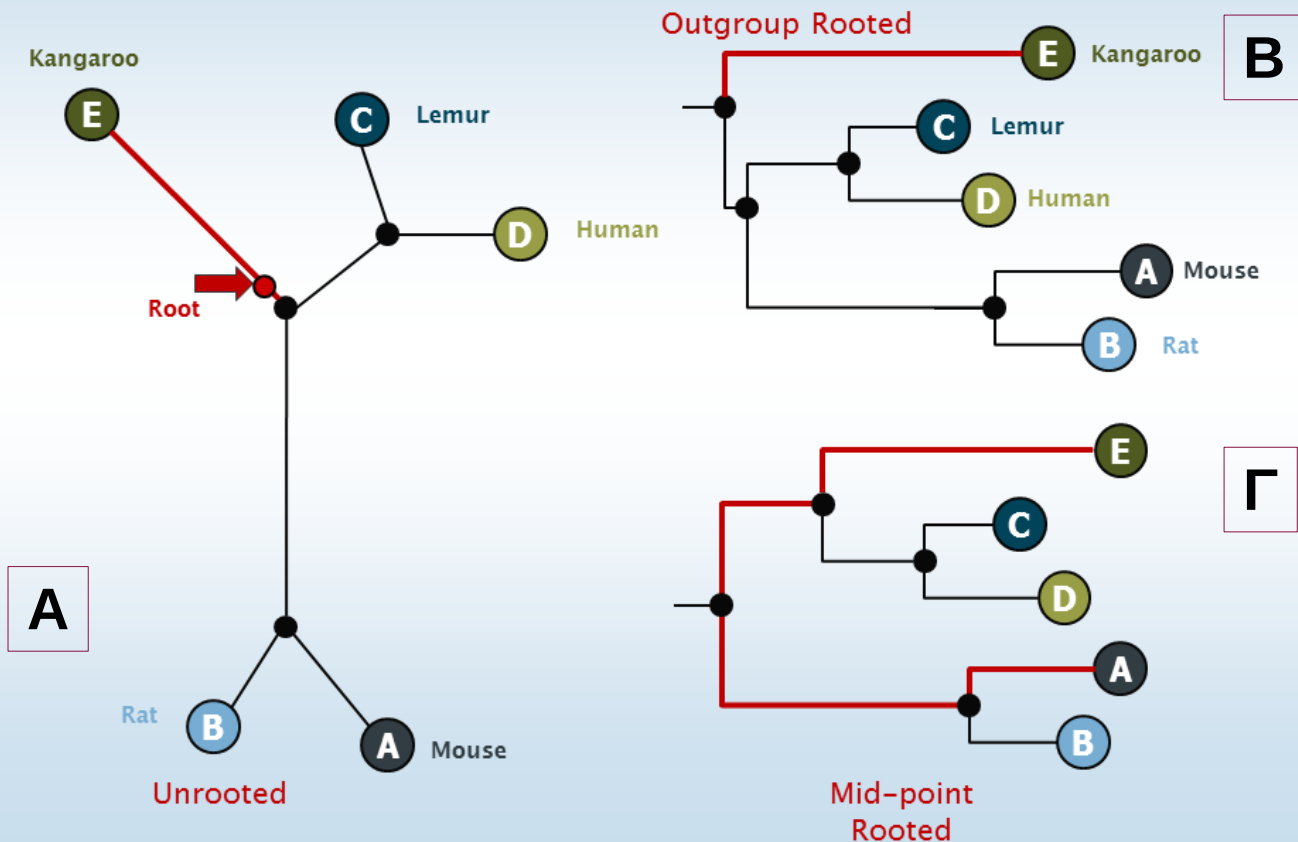 Kangaroo
E
C
Lemur
D
Human
Root
A
Rat
B
A
Mouse
Unrooted
Outgroup Rooted
E
Kangaroo
B
C
Lemur
D
Human
A
Mouse
B
Rat
E
Γ
C
D
A
B
Mid-point
Rooted